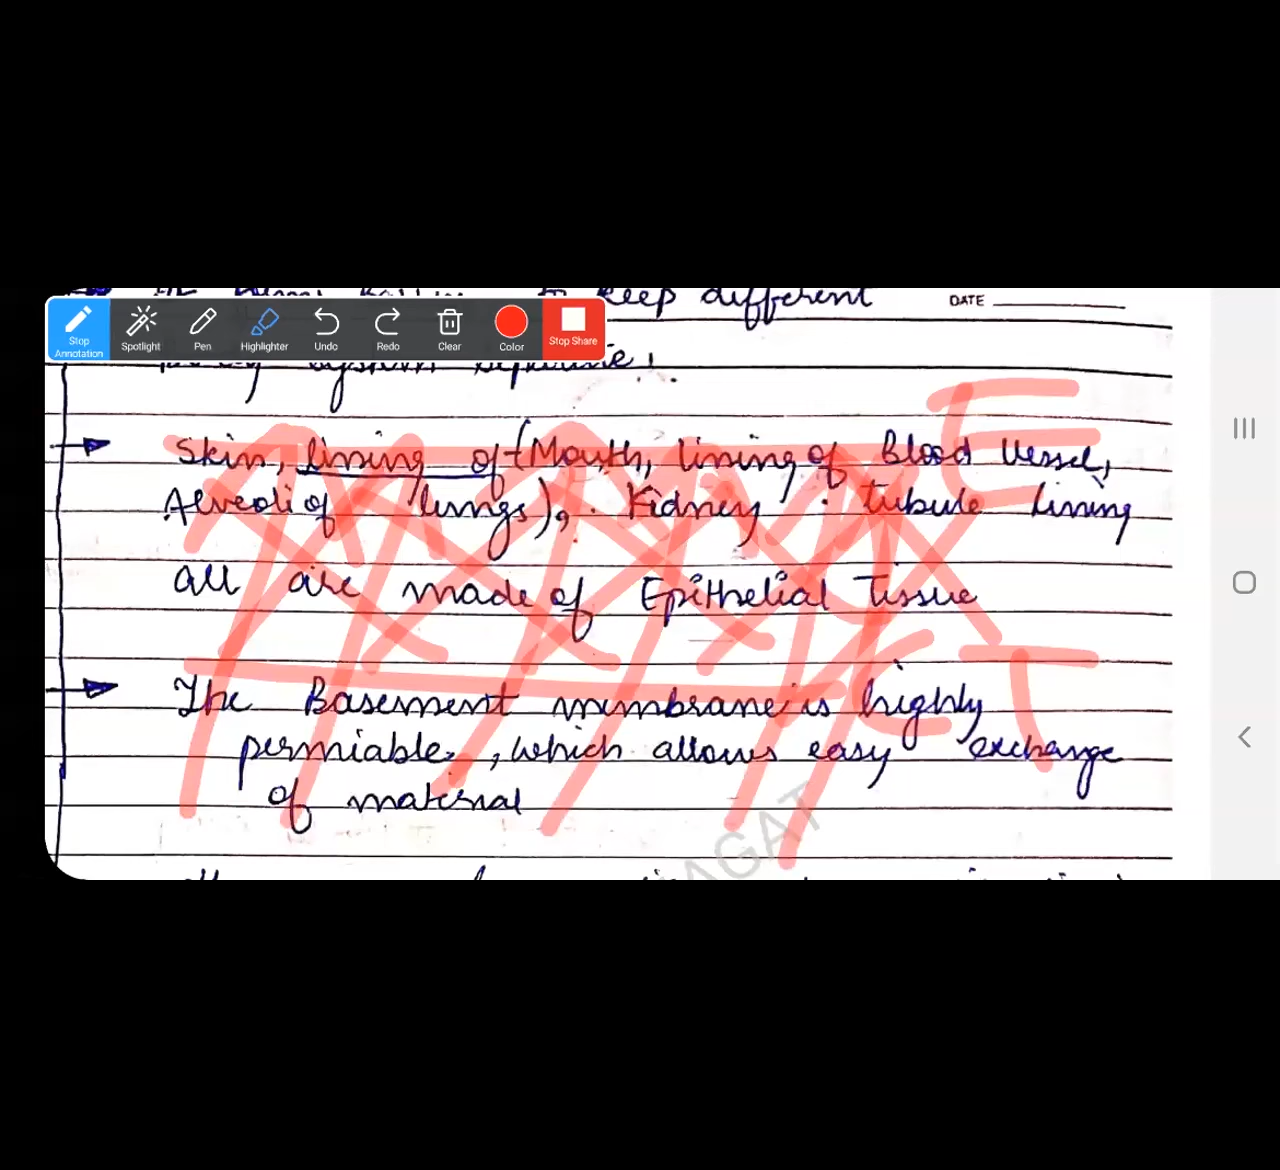 keep different
DATE
Stop Annotation
Spotlight
Pen
Highlighter
Undo
Redo
Clear
Color
Stop Share
Skin, lining of (Mouth, lining of Blood Vessel,
Alveoli of lungs), Kidney tubule lining
all are made of Epithelial Tissue
The Basement membrane is highly
permiable, which allows easy exchange
of material
AGAT